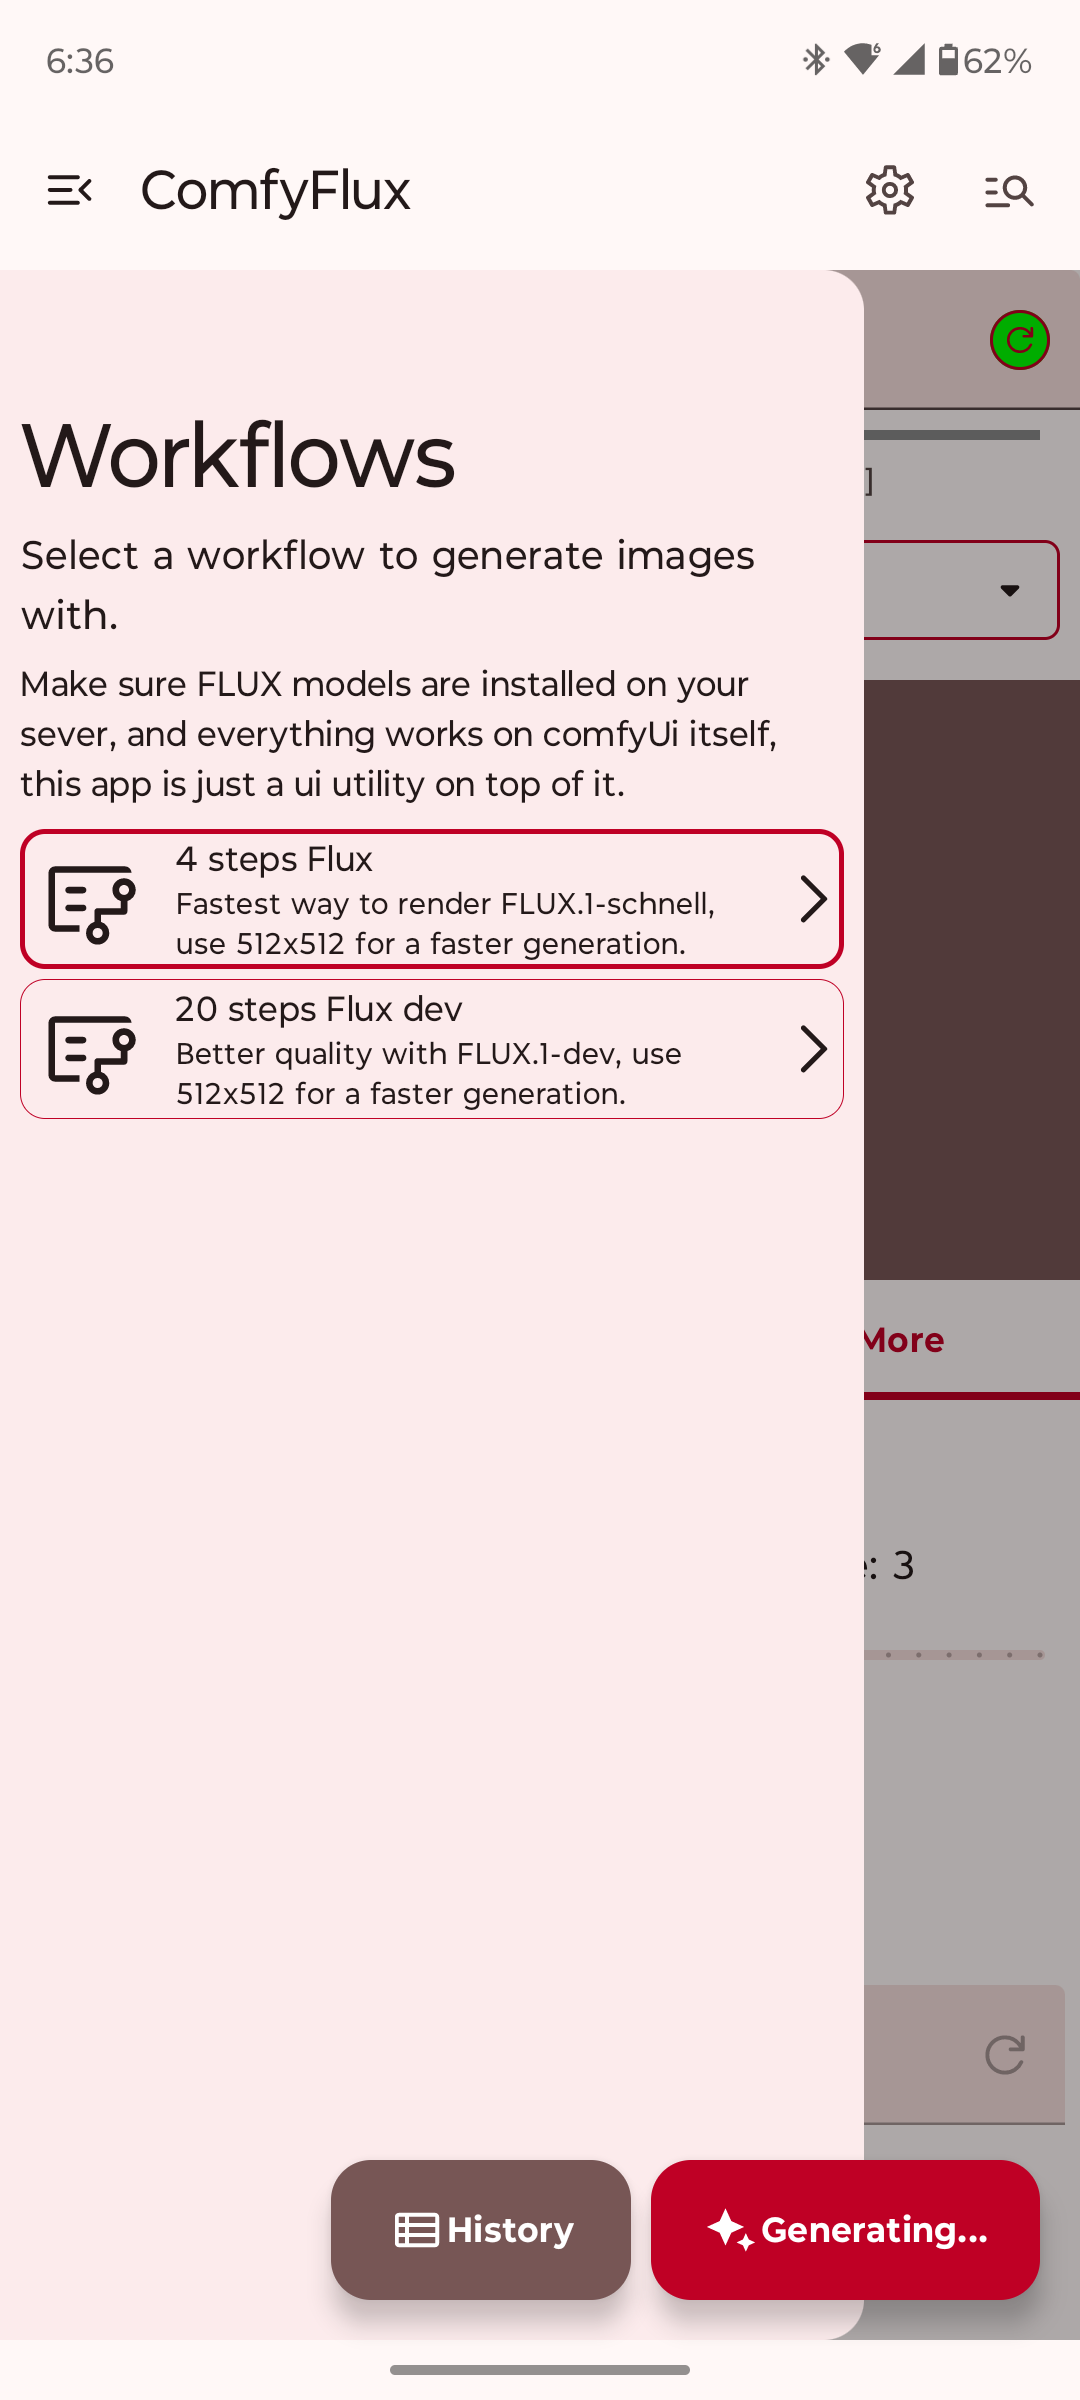 6:36
62%
ComfyFlux
Workflows
Select a workflow to generate images
with.
Make sure FLUX models are installed on your
sever, and everything works on comfyUi itself,
this app is just a ui utility on top of it.
4 steps Flux
Fastest way to render FLUX.1-schnell,
use 512x512 for a faster generation.
20 steps Flux dev
Better quality with FLUX.1-dev, use
512x512 for a faster generation.
]
More
e: 3
History
Generating...